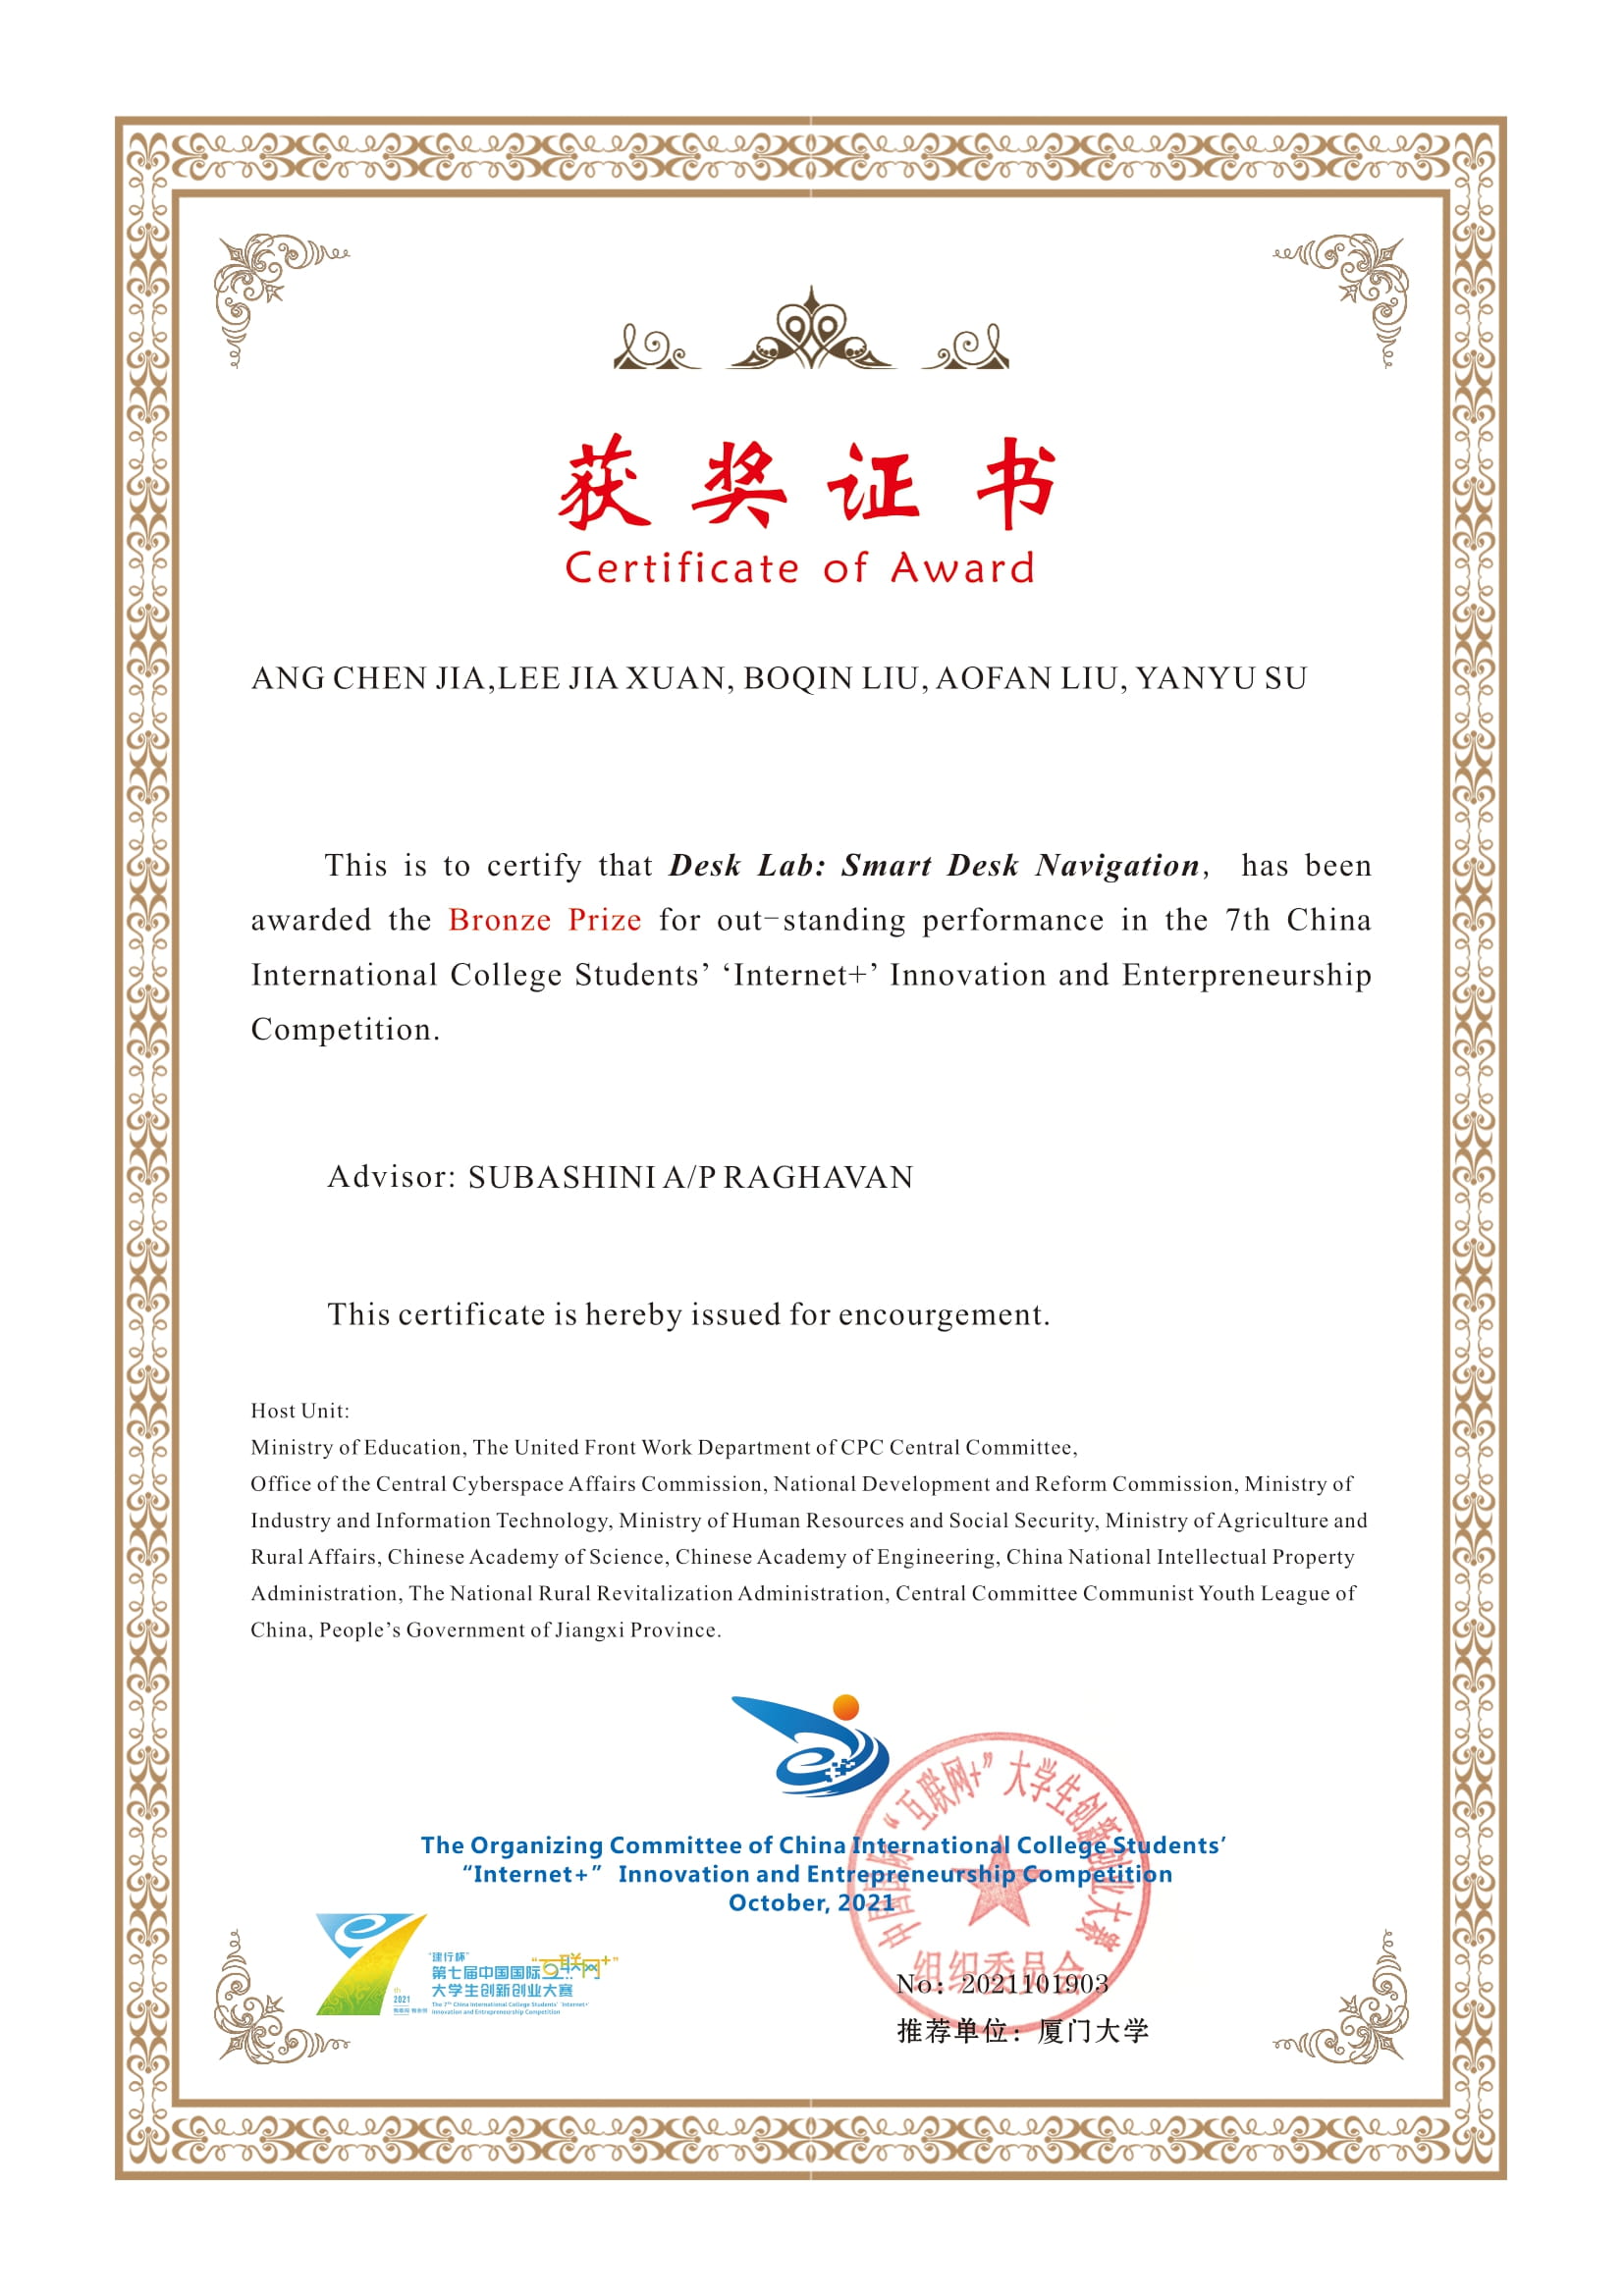 获奖证书
Certificate of Award
ANG CHEN JIA,LEE JIA XUAN, BOQIN LIU, AOFAN LIU, YANYU SU
This is to certify that Desk Lab: Smart Desk Navigation, has been
awarded the Bronze Prize for out-standing performance in the 7th China
International College Students’ ‘Internet+’ Innovation and Enterpreneurship
Competition.
Advisor: SUBASHINI A/P RAGHAVAN
This certificate is hereby issued for encourgement.
Host Unit:
Ministry of Education, The United Front Work Department of CPC Central Committee,
Office of the Central Cyberspace Affairs Commission, National Development and Reform Commission, Ministry of
Industry and Information Technology, Ministry of Human Resources and Social Security, Ministry of Agriculture and
Rural Affairs, Chinese Academy of Science, Chinese Academy of Engineering, China National Intellectual Property
Administration, The National Rural Revitalization Administration, Central Committee Communist Youth League of
China, People’s Government of Jiangxi Province.
The Organizing Committee of China International College Students’
“Internet+” Innovation and Entrepreneurship Competition
October, 2021
中国国际“互联网+”大学生创新创业大赛
组织委员会
th
2021
“建行杯”
第七届中国国际“互联网+”
大学生创新创业大赛
The 7th China International College Students' 'Internet+'
Innovation and Entrepreneurship Competition
No: 2021101903
推荐单位：厦门大学